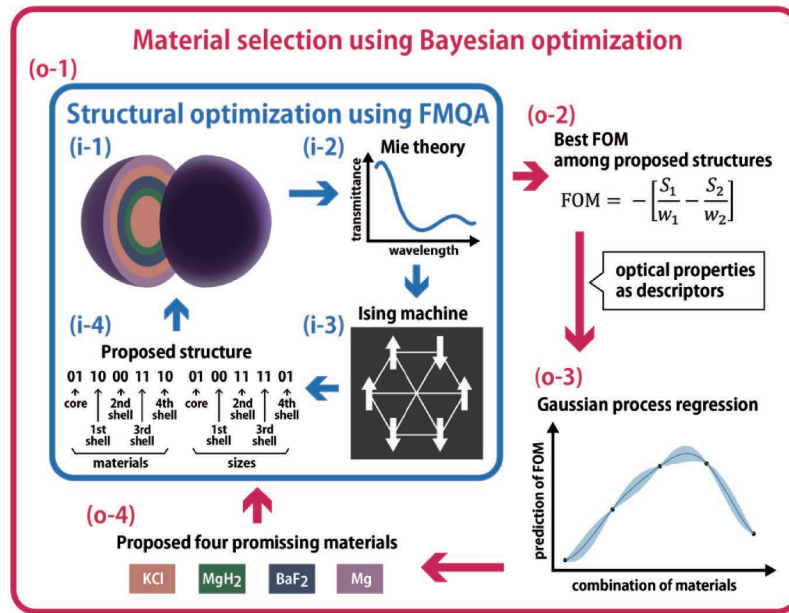 Material selection using Bayesian optimization
(o-1)
Structural optimization using FMQA
(i-1)
(i-2)
Mie theory
transmittance
wavelength
(i-4)
Proposed structure
01 10 00 11 10 01 00 11 11 01
core 2nd shell 4th shell core 2nd shell 4th shell
1st shell 3rd shell 1st shell 3rd shell
materials sizes
(i-3)
Ising machine
(o-2)
Best FOM
among proposed structures
FOM = −[S₁/w₁ − S₂/w₂]
optical properties
as descriptors
(o-3)
Gaussian process regression
prediction of FOM
combination of materials
(o-4)
Proposed four promissing materials
KCl MgH₂ BaF₂ Mg